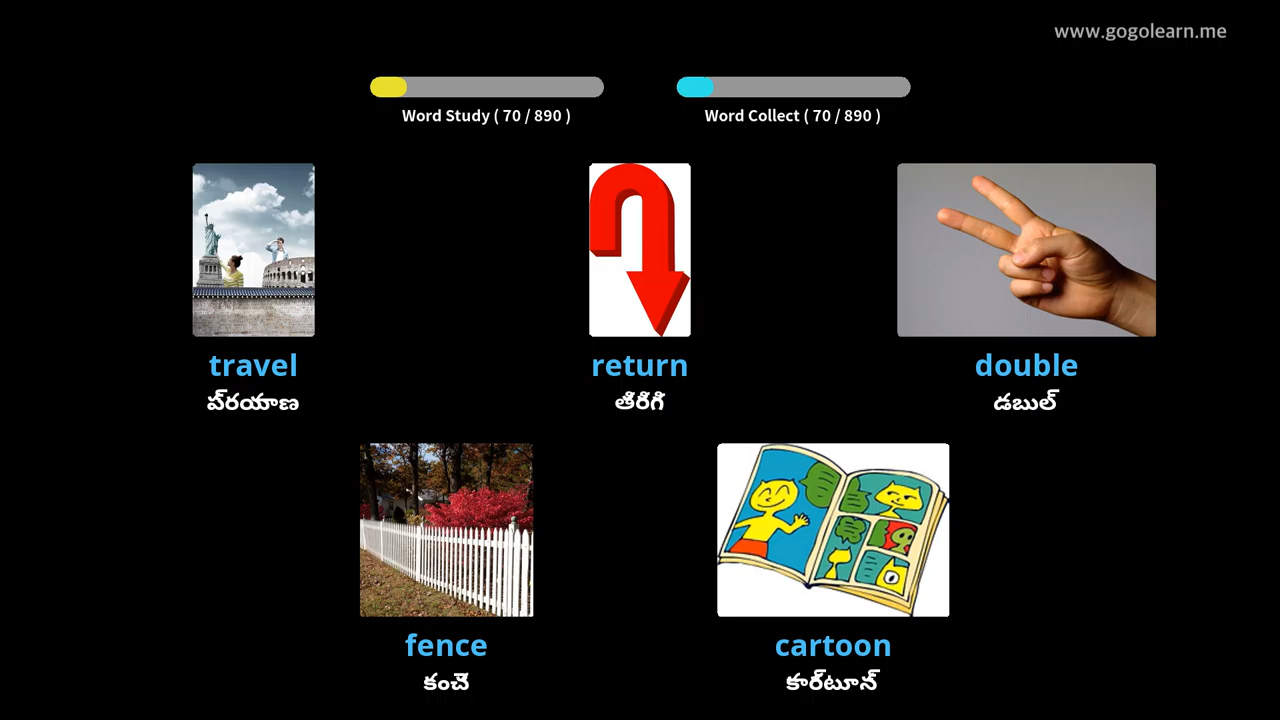 www.gogolearn.me
Word Study ( 70 / 890 )
Word Collect ( 70 / 890 )
travel
ప్రయాణ
return
తిరిగి
double
డబుల్
fence
కంచె
cartoon
కార్టూన్